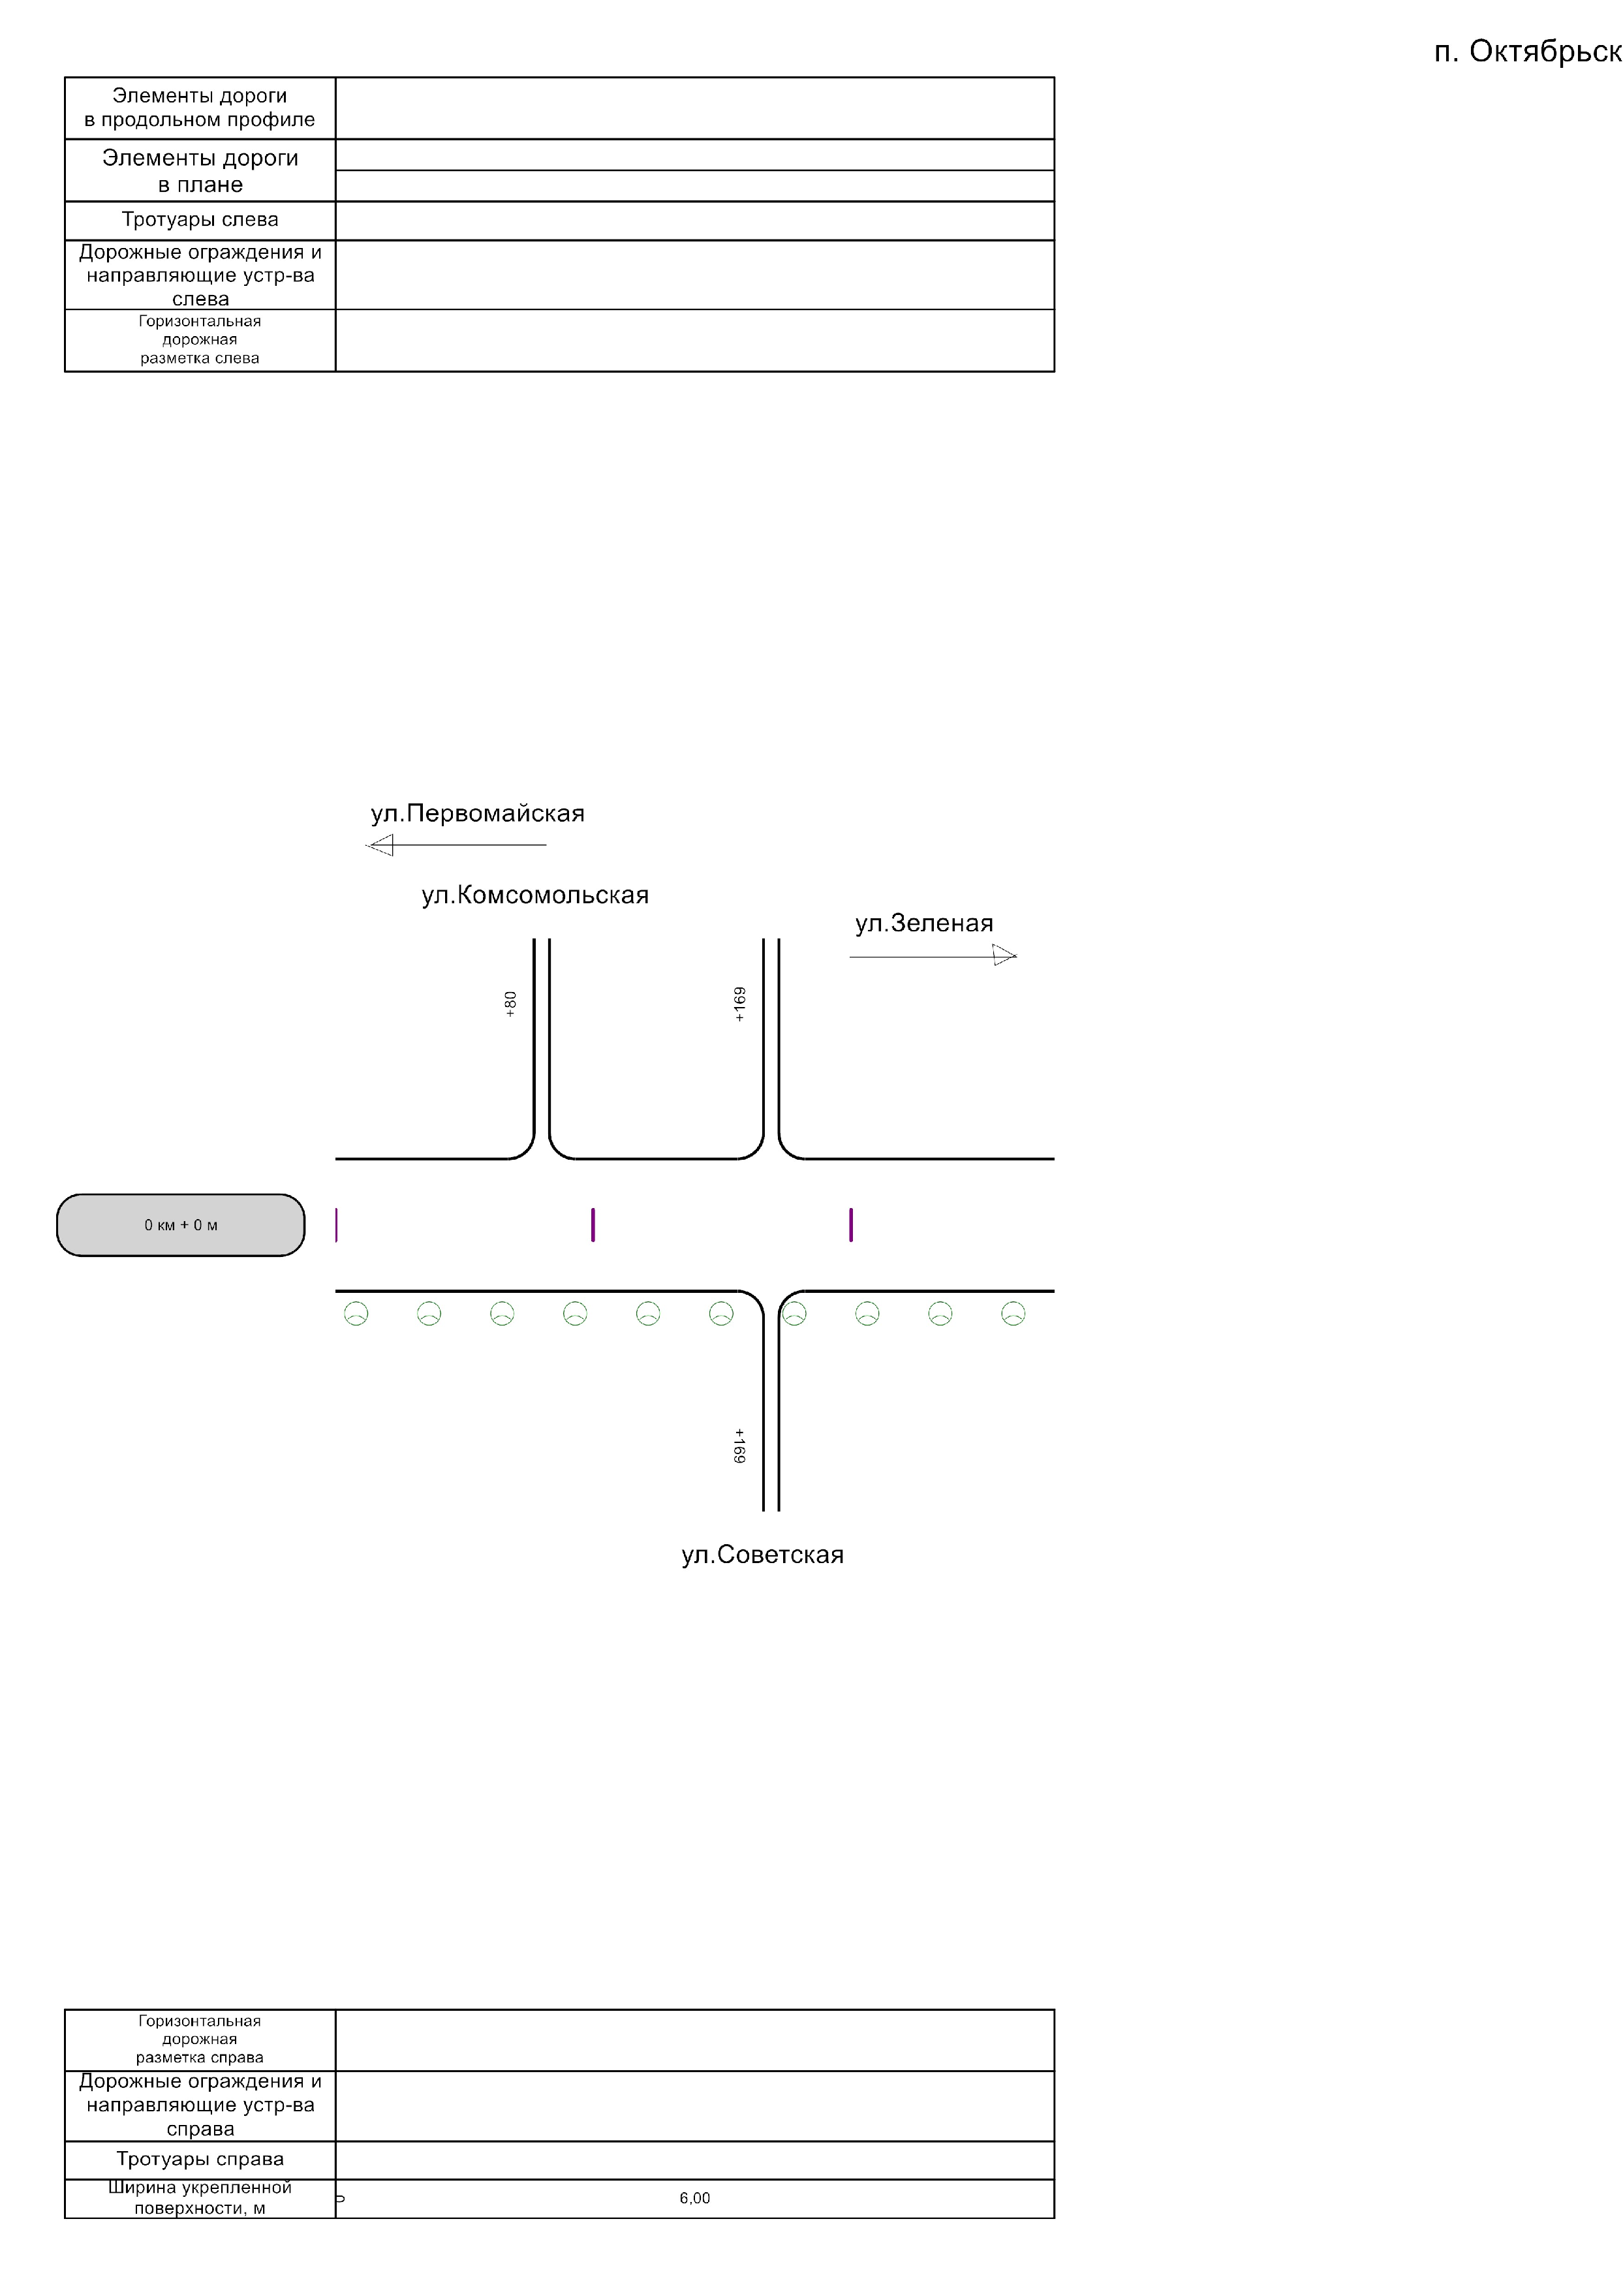 п. Октябрьск
Элементы дороги
в продольном профиле
Элементы дороги
в плане
Тротуары слева
Дорожные ограждения и
направляющие устр-ва
слева
Горизонтальная
дорожная
разметка слева
ул.Первомайская
ул.Комсомольская
ул.Зеленая
+80
+169
0 км + 0 м
+169
ул.Советская
Горизонтальная
дорожная
разметка справа
Дорожные ограждения и
направляющие устр-ва
справа
Тротуары справа
Ширина укрепленной
поверхности, м
6,00